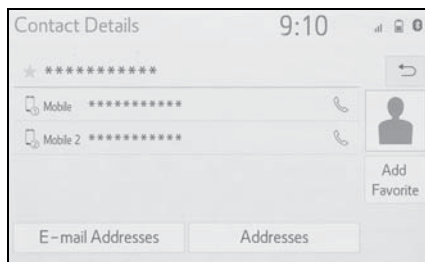 Contact Details 9:10
***********
Mobile ***********
Mobile 2 ***********
Add
Favorite
E-mail Addresses Addresses